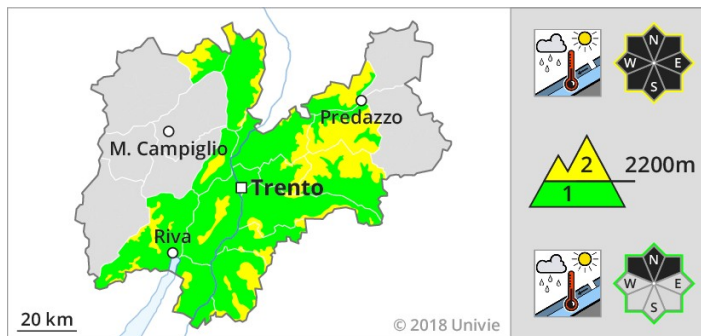 Predazzo
M. Campiglio
Trento
Riva
20 km
© 2018 Univie
N
W E
S
2 2200m
1
N
W E
S